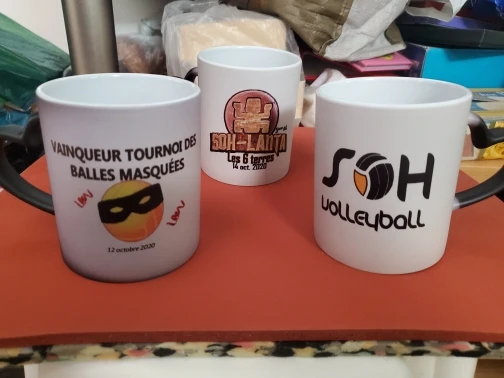 VAINQUEUR TOURNOI DES
BALLES MASQUÉES
12 octobre 2020
SOH LANTA
Les 6 terres
14 oct. 2020
SOH
volleyball